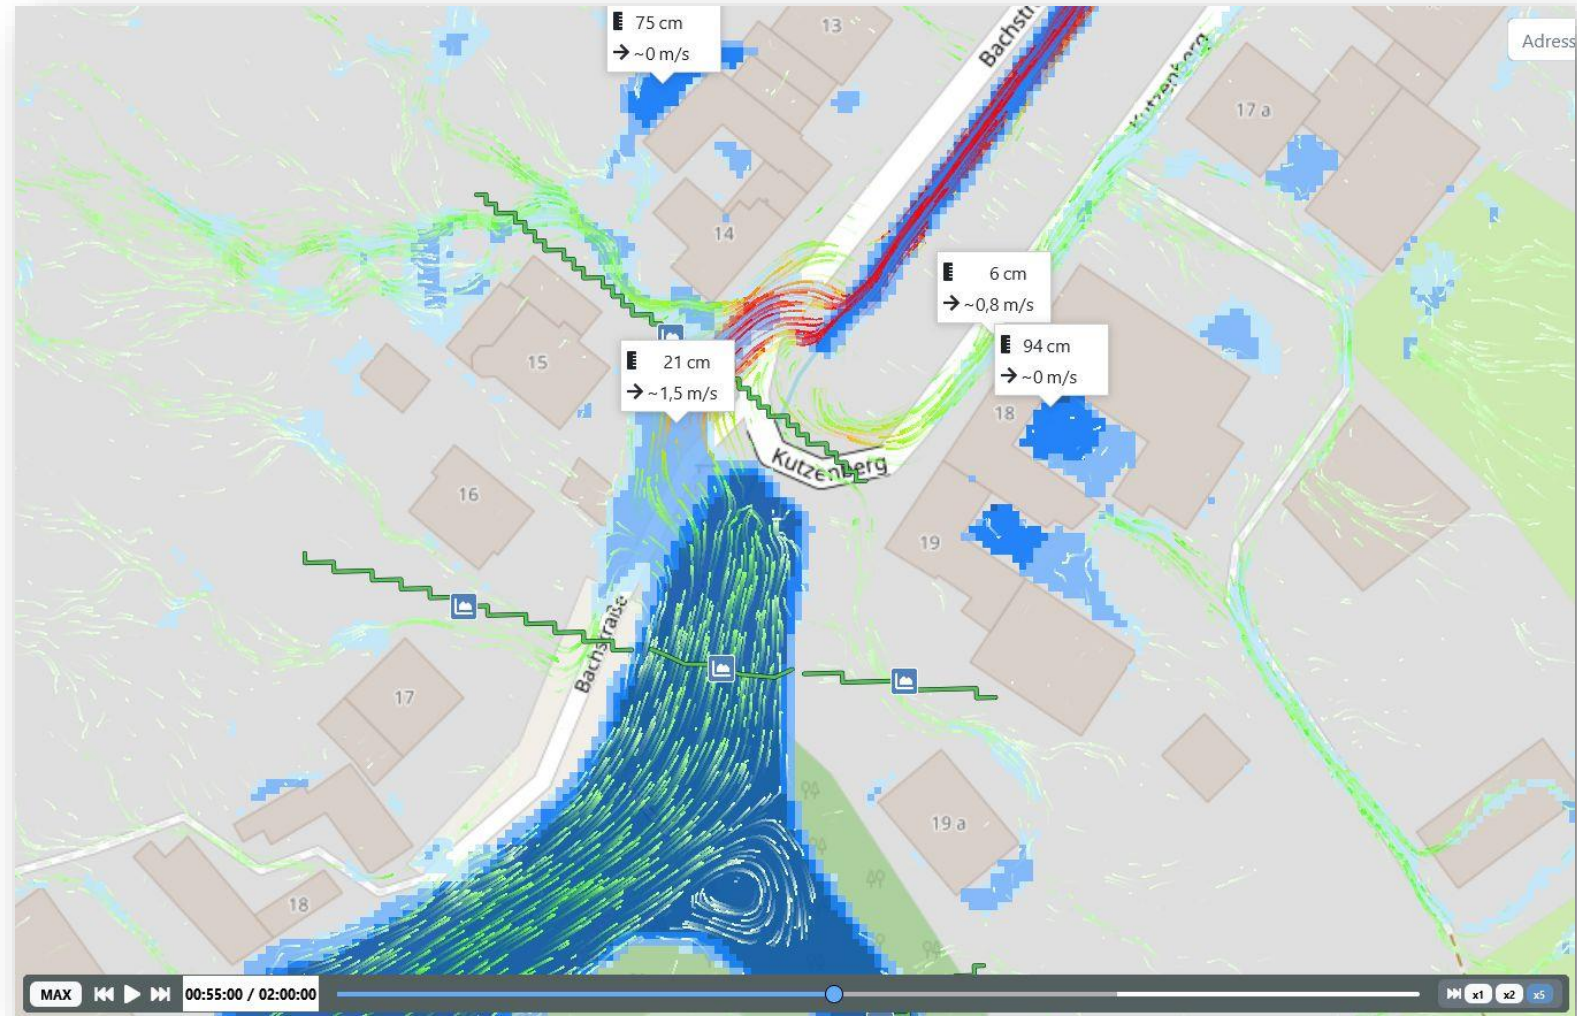 75 cm
~0 m/s
13
Bachstr
Kutzenberg
Adress
17 a
14
6 cm
~0,8 m/s
94 cm
~0 m/s
15
21 cm
~1,5 m/s
18
Kutzenberg
16
19
Bachstraße
17
19 a
18
MAX
00:55:00 / 02:00:00
x1
x2
x5